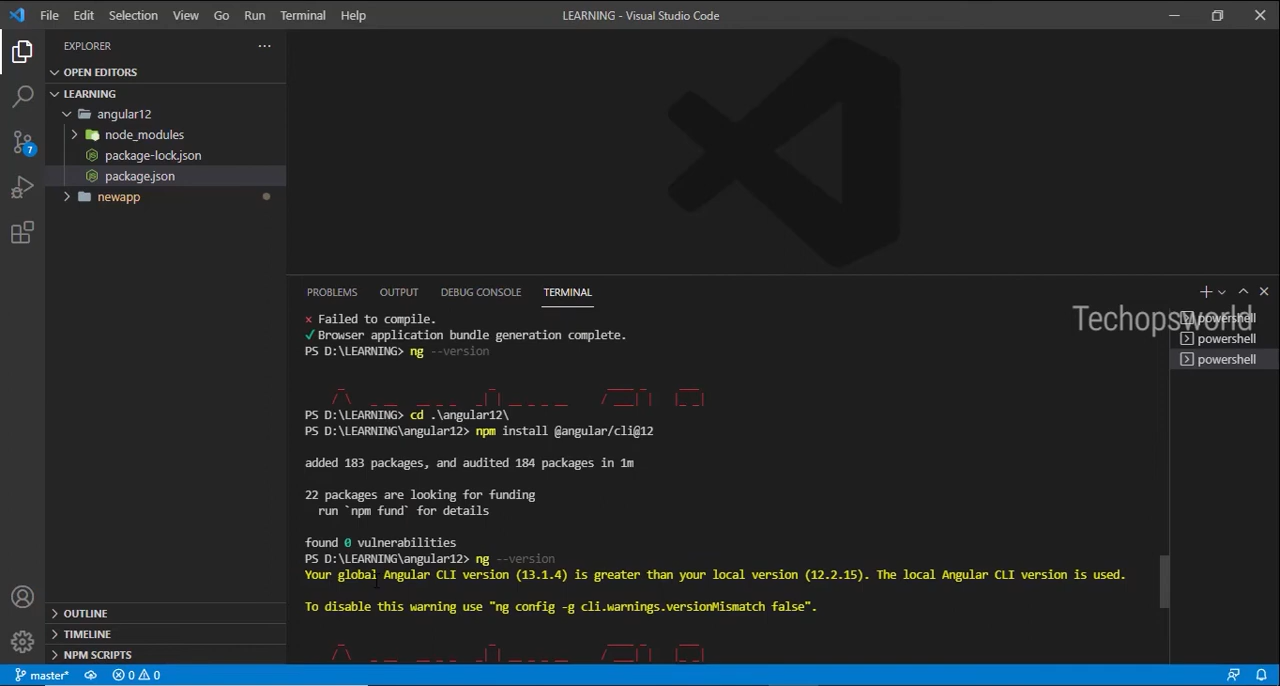 File Edit Selection View Go Run Terminal Help
LEARNING - Visual Studio Code
EXPLORER
OPEN EDITORS
LEARNING
angular12
node_modules
package-lock.json
package.json
newapp
7
OUTLINE
TIMELINE
NPM SCRIPTS
PROBLEMS OUTPUT DEBUG CONSOLE TERMINAL
× Failed to compile.
√ Browser application bundle generation complete.
PS D:\LEARNING> ng --version
PS D:\LEARNING> cd .\angular12\
PS D:\LEARNING\angular12> npm install @angular/cli@12
added 183 packages, and audited 184 packages in 1m
22 packages are looking for funding
run `npm fund` for details
found 0 vulnerabilities
PS D:\LEARNING\angular12> ng --version
Your global Angular CLI version (13.1.4) is greater than your local version (12.2.15). The local Angular CLI version is used.
To disable this warning use "ng config -g cli.warnings.versionMismatch false".
Techopsworld
powershell
powershell
powershell
master* 0 0